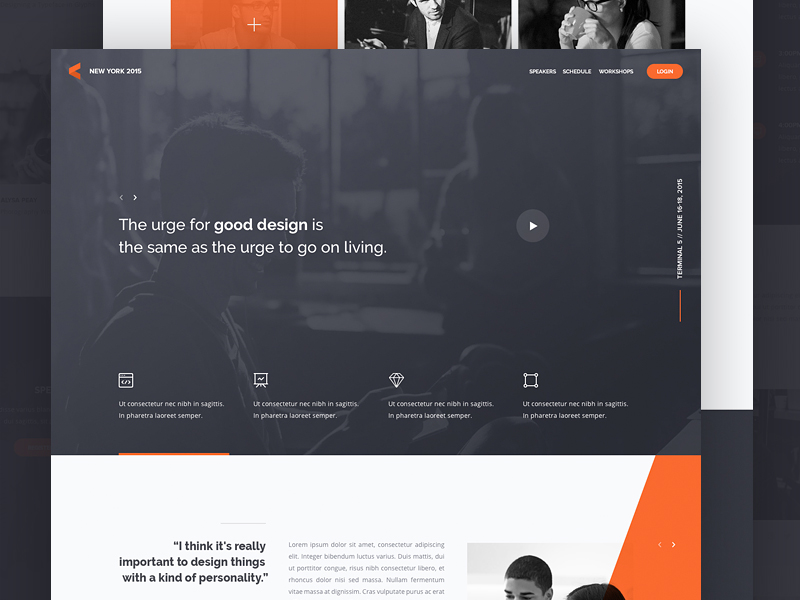 NEW YORK 2015
SPEAKERS
SCHEDULE
WORKSHOPS
LOGIN
The urge for good design is
the same as the urge to go on living.
TERMINAL 5 // JUNE 16-18, 2015
Ut consectetur nec nibh in sagittis.
In pharetra laoreet semper.
Ut consectetur nec nibh in sagittis.
In pharetra laoreet semper.
Ut consectetur nec nibh in sagittis.
In pharetra laoreet semper.
Ut consectetur nec nibh in sagittis.
In pharetra laoreet semper.
“I think it’s really
important to design things
with a kind of personality.”
Lorem ipsum dolor sit amet, consectetur adipiscing
elit. Integer bibendum luctus varius. Duis mattis, dui
ut porttitor congue, risus nibh consectetur libero, et
rhoncus dolor nisi sed massa. Nullam fermentum
vitae massa at dignissim. Cras vulputate purus ac erat